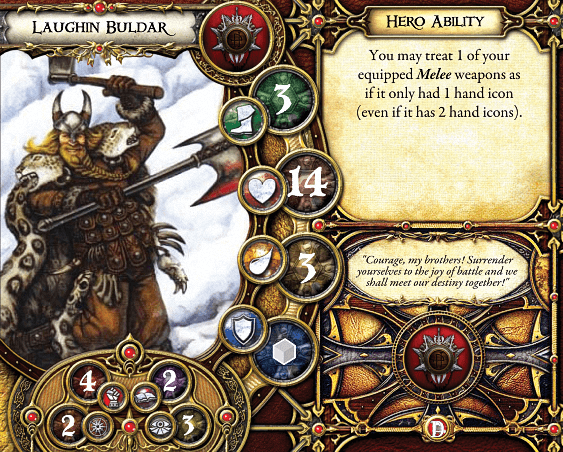 Laughin Buldar
3
14
3
4
2
2
3
Hero Ability
You may treat 1 of your
equipped Melee weapons as
if it only had 1 hand icon
(even if it has 2 hand icons).
"Courage, my brothers! Surrender
yourselves to the joy of battle and we
shall meet our destiny together!"
D